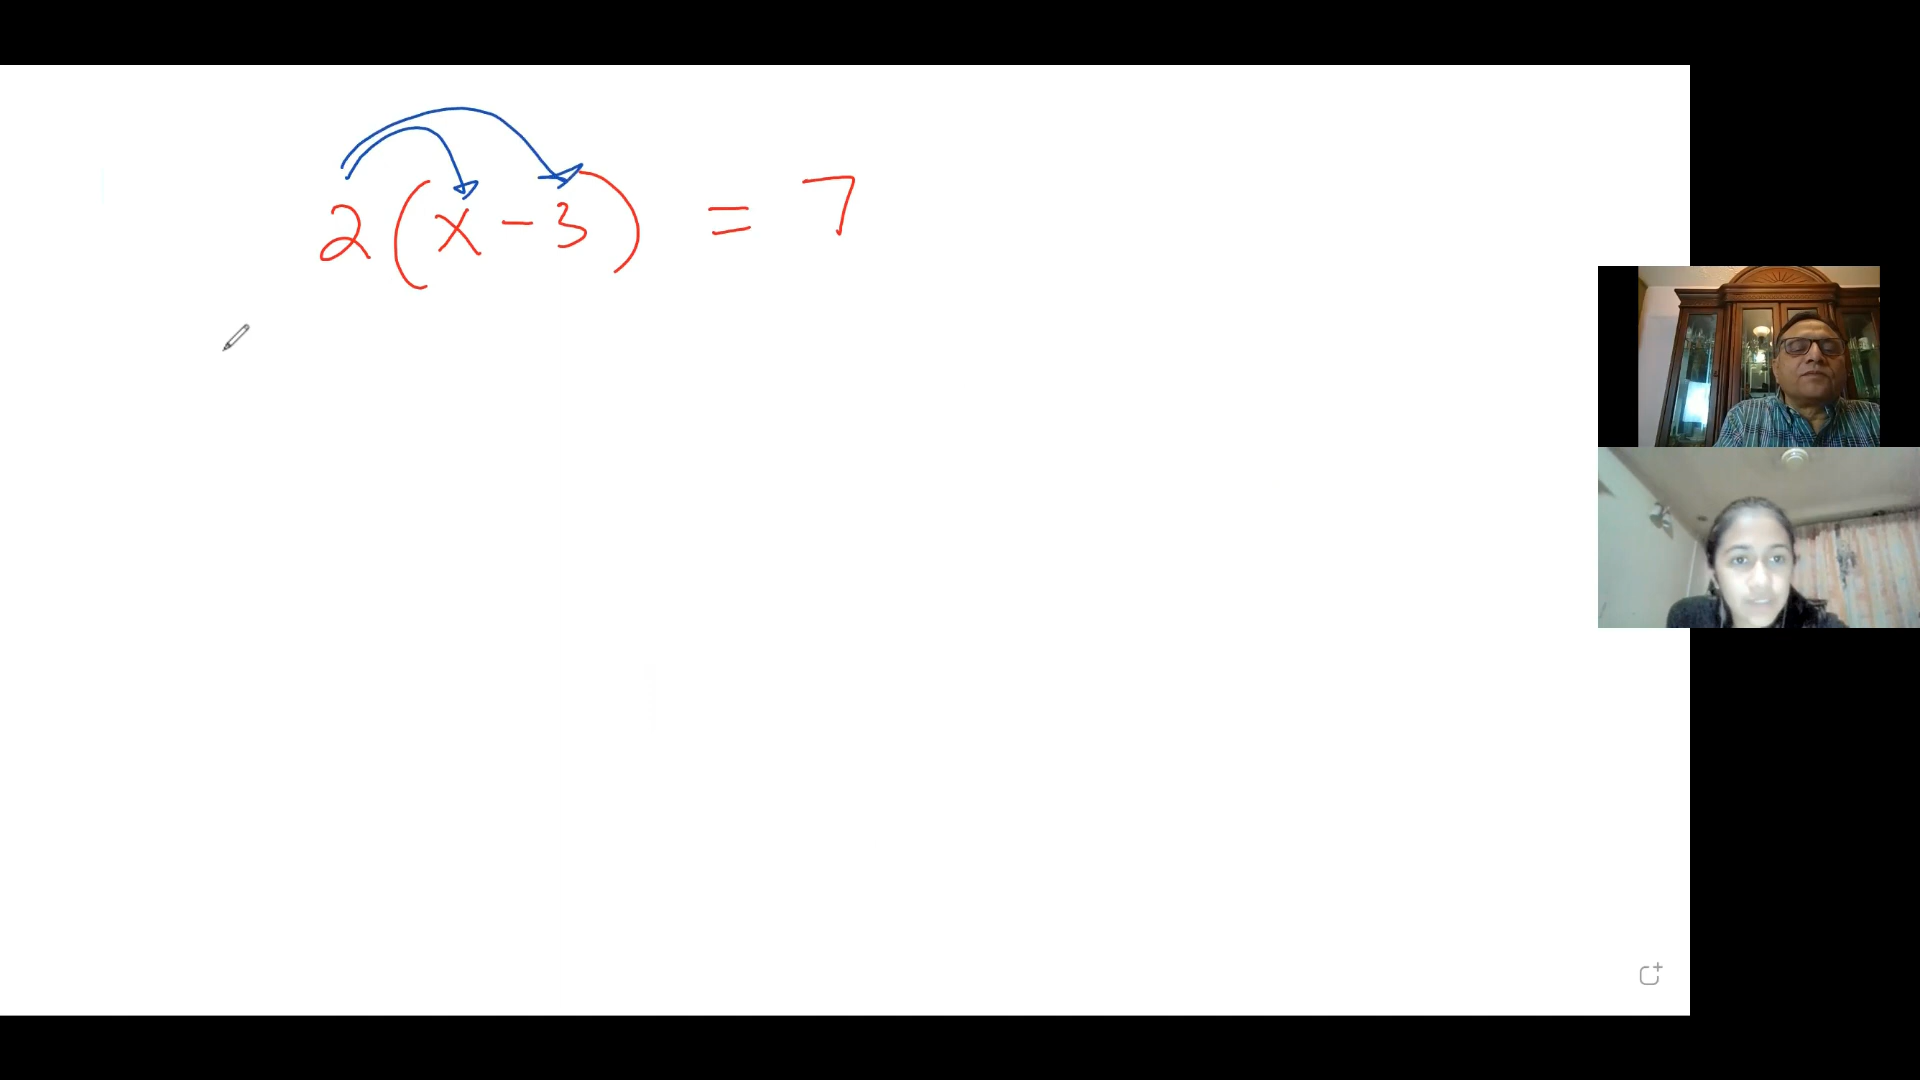 2(x-3) = 7